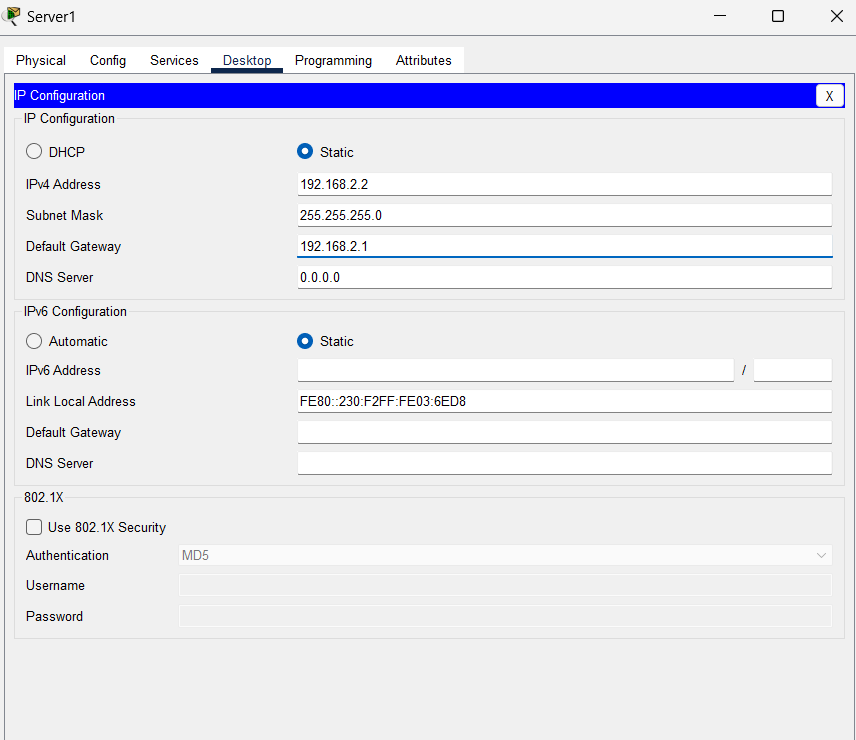 Server1
Physical Config Services Desktop Programming Attributes
IP Configuration X
IP Configuration
DHCP Static
IPv4 Address 192.168.2.2
Subnet Mask 255.255.255.0
Default Gateway 192.168.2.1
DNS Server 0.0.0.0
IPv6 Configuration
Automatic Static
IPv6 Address /
Link Local Address FE80::230:F2FF:FE03:6ED8
Default Gateway
DNS Server
802.1X
Use 802.1X Security
Authentication MD5
Username
Password